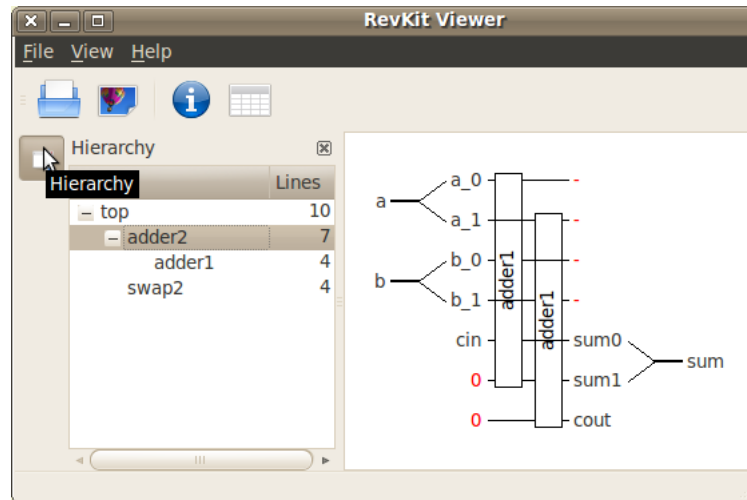 RevKit Viewer
File View Help
Hierarchy
Hierarchy
Lines
top 10
adder2 7
adder1 4
swap2 4
a
a_0 -
a_1 -
b
b_0 -
b_1 -
adder1
adder1
cin sum0
sum
0 sum1
0 cout